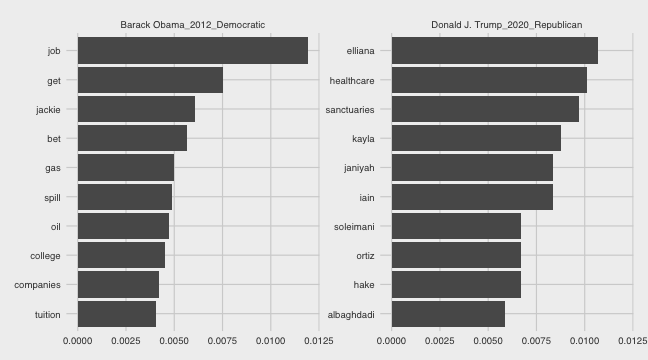 Barack Obama_2012_Democratic
job
get
jackie
bet
gas
spill
oil
college
companies
tuition
0.0000 0.0025 0.0050 0.0075 0.0100 0.0125
Donald J. Trump_2020_Republican
elliana
healthcare
sanctuaries
kayla
janiyah
iain
soleimani
ortiz
hake
albaghdadi
0.0000 0.0025 0.0050 0.0075 0.0100 0.0125